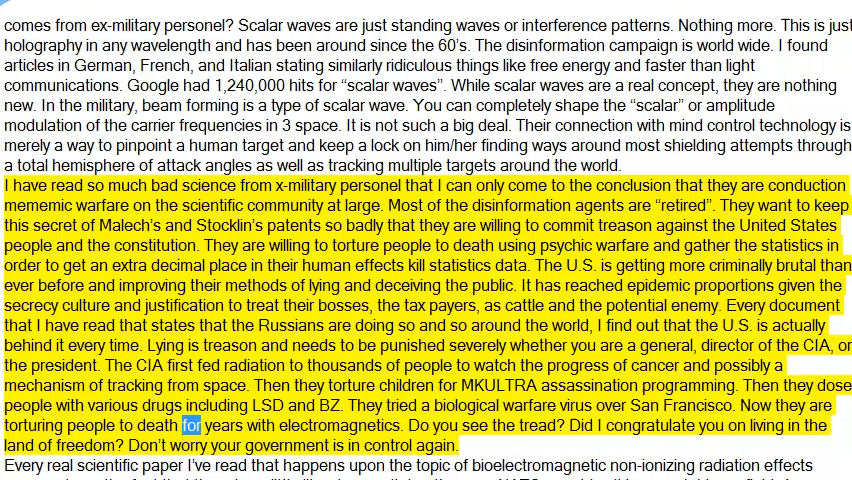 comes from ex-military personel? Scalar waves are just standing waves or interference patterns. Nothing more. This is just
holography in any wavelength and has been around since the 60's. The disinformation campaign is world wide. I found
articles in German, French, and Italian stating similarly ridiculous things like free energy and faster than light
communications. Google had 1,240,000 hits for “scalar waves”. While scalar waves are a real concept, they are nothing
new. In the military, beam forming is a type of scalar wave. You can completely shape the “scalar” or amplitude
modulation of the carrier frequencies in 3 space. It is not such a big deal. Their connection with mind control technology is
merely a way to pinpoint a human target and keep a lock on him/her finding ways around most shielding attempts through
a total hemisphere of attack angles as well as tracking multiple targets around the world.
I have read so much bad science from x-military personel that I can only come to the conclusion that they are conduction
mememic warfare on the scientific community at large. Most of the disinformation agents are “retired”. They want to keep
this secret of Malech's and Stocklin's patents so badly that they are willing to commit treason against the United States
people and the constitution. They are willing to torture people to death using psychic warfare and gather the statistics in
order to get an extra decimal place in their human effects kill statistics data. The U.S. is getting more criminally brutal than
ever before and improving their methods of lying and deceiving the public. It has reached epidemic proportions given the
secrecy culture and justification to treat their bosses, the tax payers, as cattle and the potential enemy. Every document
that I have read that states that the Russians are doing so and so around the world, I find out that the U.S. is actually
behind it every time. Lying is treason and needs to be punished severely whether you are a general, director of the CIA, or
the president. The CIA first fed radiation to thousands of people to watch the progress of cancer and possibly a
mechanism of tracking from space. Then they torture children for MKULTRA assassination programming. Then they dose
people with various drugs including LSD and BZ. They tried a biological warfare virus over San Francisco. Now they are
torturing people to death for years with electromagnetics. Do you see the tread? Did I congratulate you on living in the
land of freedom? Don't worry your government is in control again.
Every real scientific paper I've read that happens upon the topic of bioelectromagnetic non-ionizing radiation effects